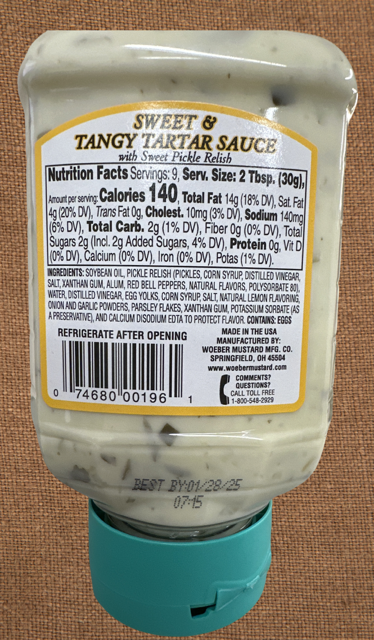 SWEET &
TANGY TARTAR SAUCE
with Sweet Pickle Relish
Nutrition Facts Servings: 9, Serv. Size: 2 Tbsp. (30g),
Amount per serving: Calories 140, Total Fat 14g (18% DV), Sat. Fat
4g (20% DV), Trans Fat 0g, Cholest. 10mg (3% DV), Sodium 140mg
(6% DV), Total Carb. 2g (1% DV), Fiber 0g (0% DV), Total
Sugars 2g (Incl. 2g Added Sugars, 4% DV), Protein 0g, Vit D
(0% DV), Calcium (0% DV), Iron (0% DV), Potas (1% DV).
INGREDIENTS: SOYBEAN OIL, PICKLE RELISH (PICKLES, CORN SYRUP, DISTILLED VINEGAR,
SALT, XANTHAN GUM, ALUM, RED BELL PEPPERS, NATURAL FLAVORS, POLYSORBATE 80),
WATER, DISTILLED VINEGAR, EGG YOLKS, CORN SYRUP, SALT, NATURAL LEMON FLAVORING,
ONION AND GARLIC POWDERS, PARSLEY FLAKES, XANTHAN GUM, POTASSIUM SORBATE (AS
A PRESERVATIVE), AND CALCIUM DISODIUM EDTA TO PROTECT FLAVOR. CONTAINS: EGGS
REFRIGERATE AFTER OPENING
0 74680 00196 1
MADE IN THE USA
MANUFACTURED BY:
WOEBER MUSTARD MFG. CO.
SPRINGFIELD, OH 45504
www.woebermustard.com
COMMENTS?
QUESTIONS?
CALL TOLL FREE
1-800-548-2929
BEST BY:01/28/25
07:15